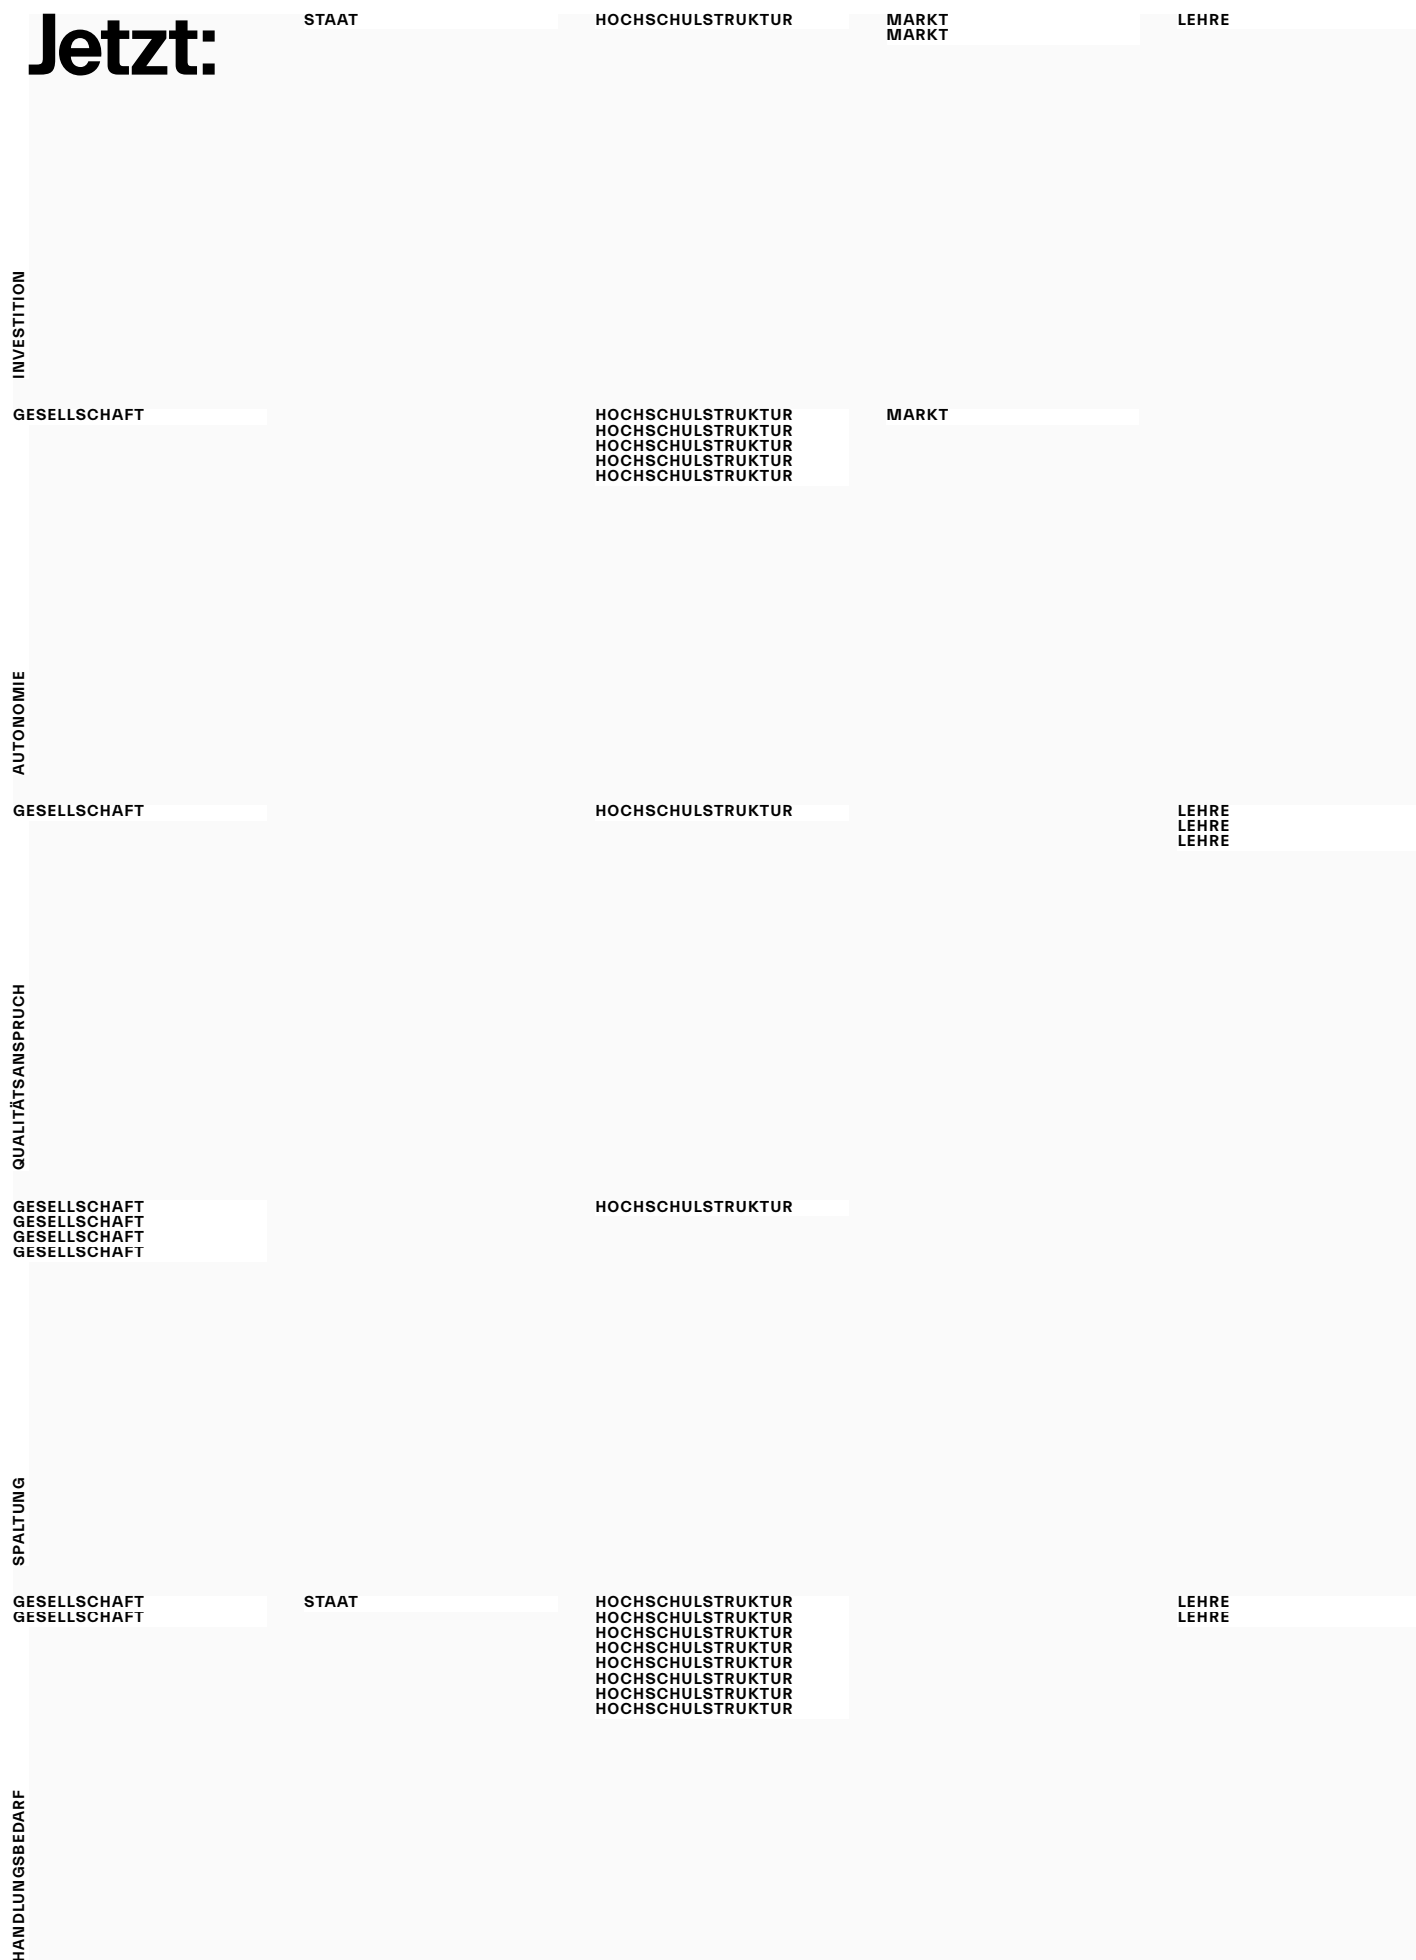 Jetzt:
STAAT
HOCHSCHULSTRUKTUR
MARKT
MARKT
LEHRE
INVESTITION
GESELLSCHAFT
HOCHSCHULSTRUKTUR
HOCHSCHULSTRUKTUR
HOCHSCHULSTRUKTUR
HOCHSCHULSTRUKTUR
HOCHSCHULSTRUKTUR
MARKT
AUTONOMIE
GESELLSCHAFT
HOCHSCHULSTRUKTUR
LEHRE
LEHRE
LEHRE
QUALITÄTSANSPRUCH
GESELLSCHAFT
GESELLSCHAFT
GESELLSCHAFT
GESELLSCHAFT
HOCHSCHULSTRUKTUR
SPALTUNG
GESELLSCHAFT
GESELLSCHAFT
STAAT
HOCHSCHULSTRUKTUR
HOCHSCHULSTRUKTUR
HOCHSCHULSTRUKTUR
HOCHSCHULSTRUKTUR
HOCHSCHULSTRUKTUR
HOCHSCHULSTRUKTUR
HOCHSCHULSTRUKTUR
HOCHSCHULSTRUKTUR
LEHRE
LEHRE
HANDLUNGSBEDARF